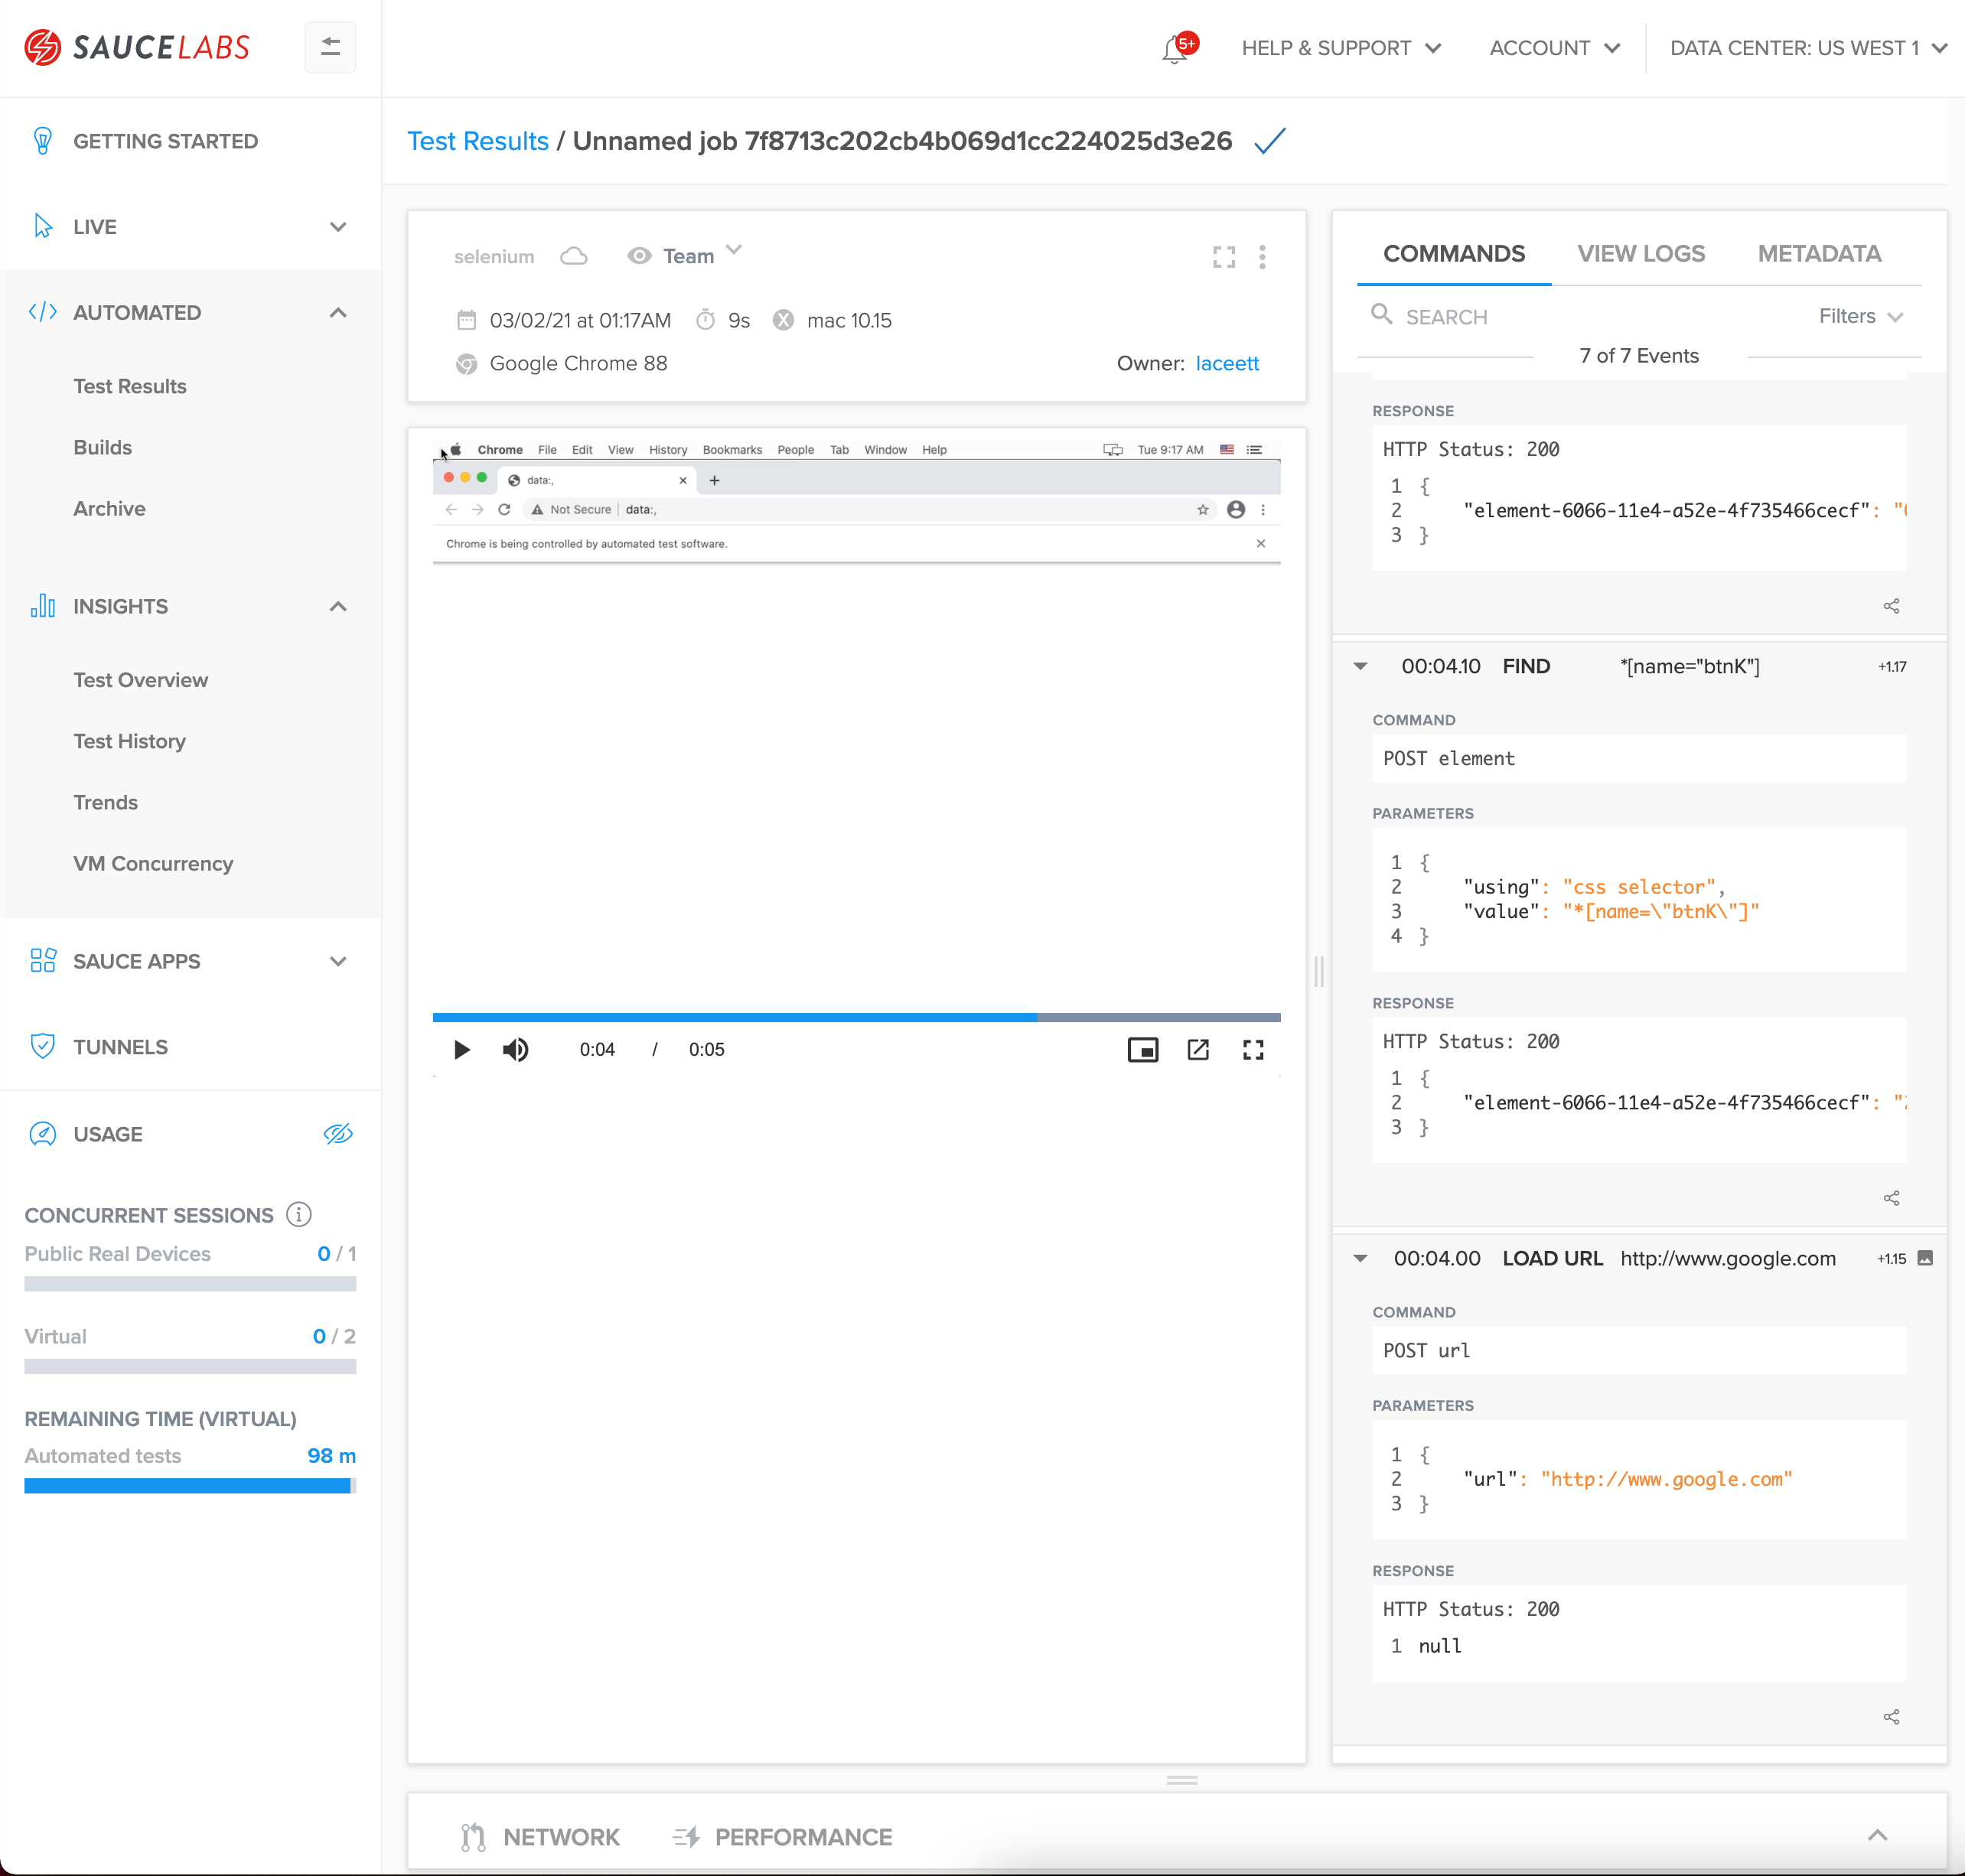 SAUCELABS
5+
HELP & SUPPORT
ACCOUNT
DATA CENTER: US WEST 1
GETTING STARTED
LIVE
AUTOMATED
Test Results
Builds
Archive
INSIGHTS
Test Overview
Test History
Trends
VM Concurrency
SAUCE APPS
TUNNELS
USAGE
CONCURRENT SESSIONS
Public Real Devices 0 / 1
Virtual 0 / 2
REMAINING TIME (VIRTUAL)
Automated tests 98 m
Test Results / Unnamed job 7f8713c202cb4b069d1cc224025d3e26
selenium Team
03/02/21 at 01:17AM 9s mac 10.15
Google Chrome 88 Owner: laceett
Chrome File Edit View History Bookmarks People Tab Window Help Tue 9:17 AM
data:,
Not Secure | data:,
Chrome is being controlled by automated test software.
0:04 / 0:05
COMMANDS VIEW LOGS METADATA
SEARCH Filters
7 of 7 Events
RESPONSE
HTTP Status: 200
1 {
2 "element-6066-11e4-a52e-4f735466cecf": "
3 }
00:04.10 FIND *[name="btnK"] +1.17
COMMAND
POST element
PARAMETERS
1 {
2 "using": "css selector",
3 "value": "*[name=\"btnK\"]"
4 }
RESPONSE
HTTP Status: 200
1 {
2 "element-6066-11e4-a52e-4f735466cecf": "
3 }
00:04.00 LOAD URL http://www.google.com +1.15
COMMAND
POST url
PARAMETERS
1 {
2 "url": "http://www.google.com"
3 }
RESPONSE
HTTP Status: 200
1 null
NETWORK PERFORMANCE